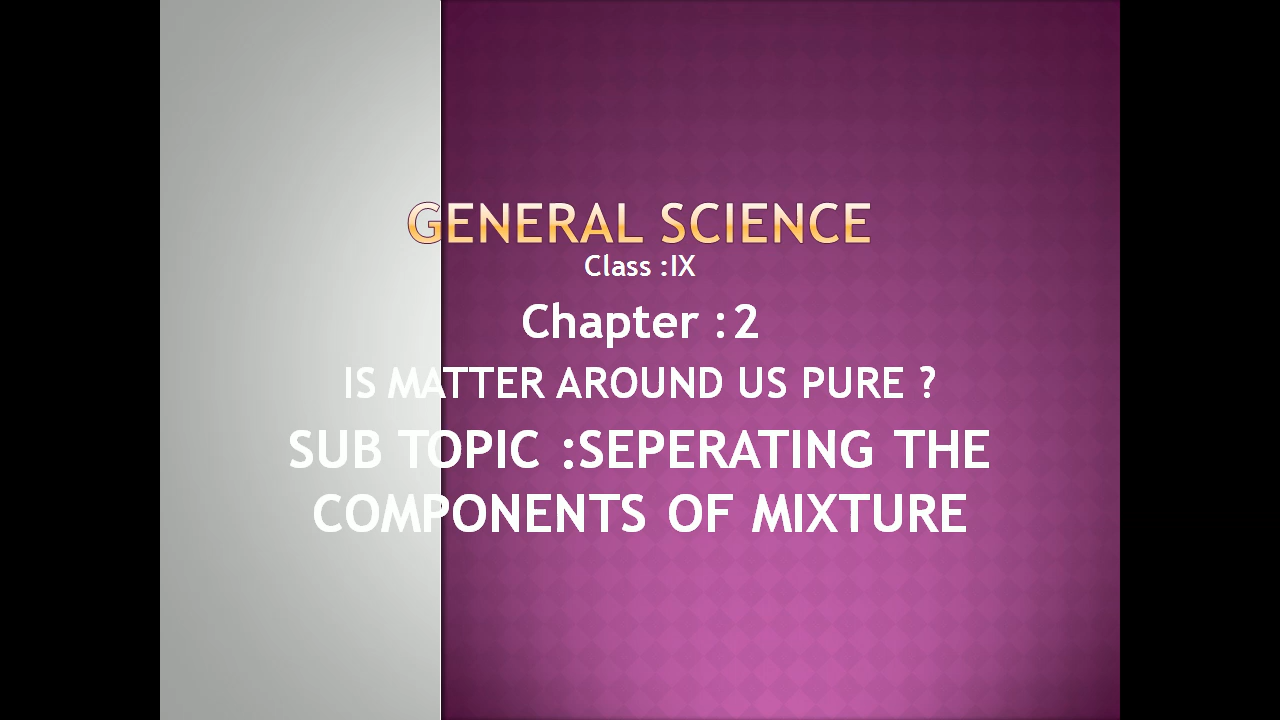 GENERAL SCIENCE
Class :IX
Chapter : 2
IS MATTER AROUND US PURE ?
SUB TOPIC :SEPERATING THE
COMPONENTS OF MIXTURE